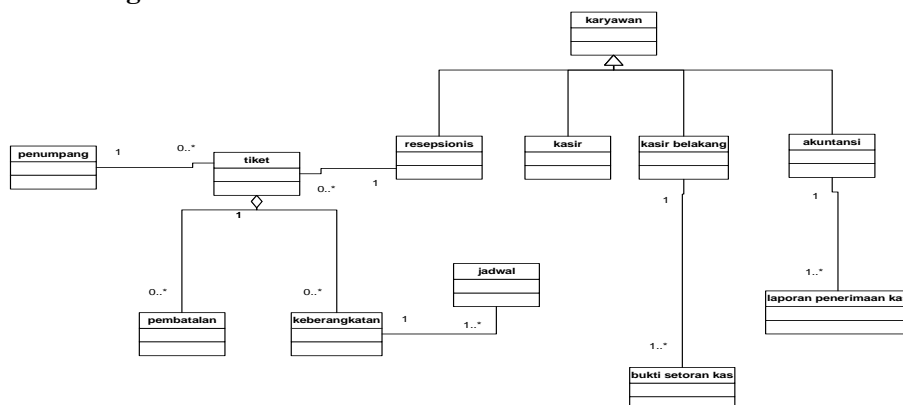 karyawan
resepsionis
kasir
kasir belakang
akuntansi
penumpang
1
0..*
tiket
0..*
1
1
1
1
jadwal
1..*
0..*
0..*
laporan penerimaan ka
pembatalan
keberangkatan
1
1..*
1..*
bukti setoran kas